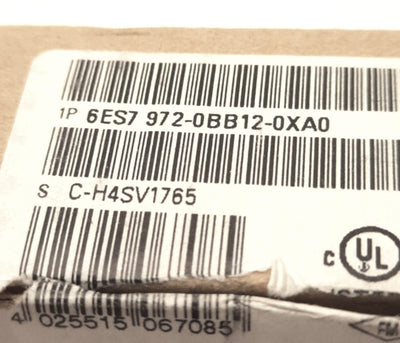 1P 6ES7 972-0BB12-0XA0
S C-H4SV1765
C UL
4 025515 067085